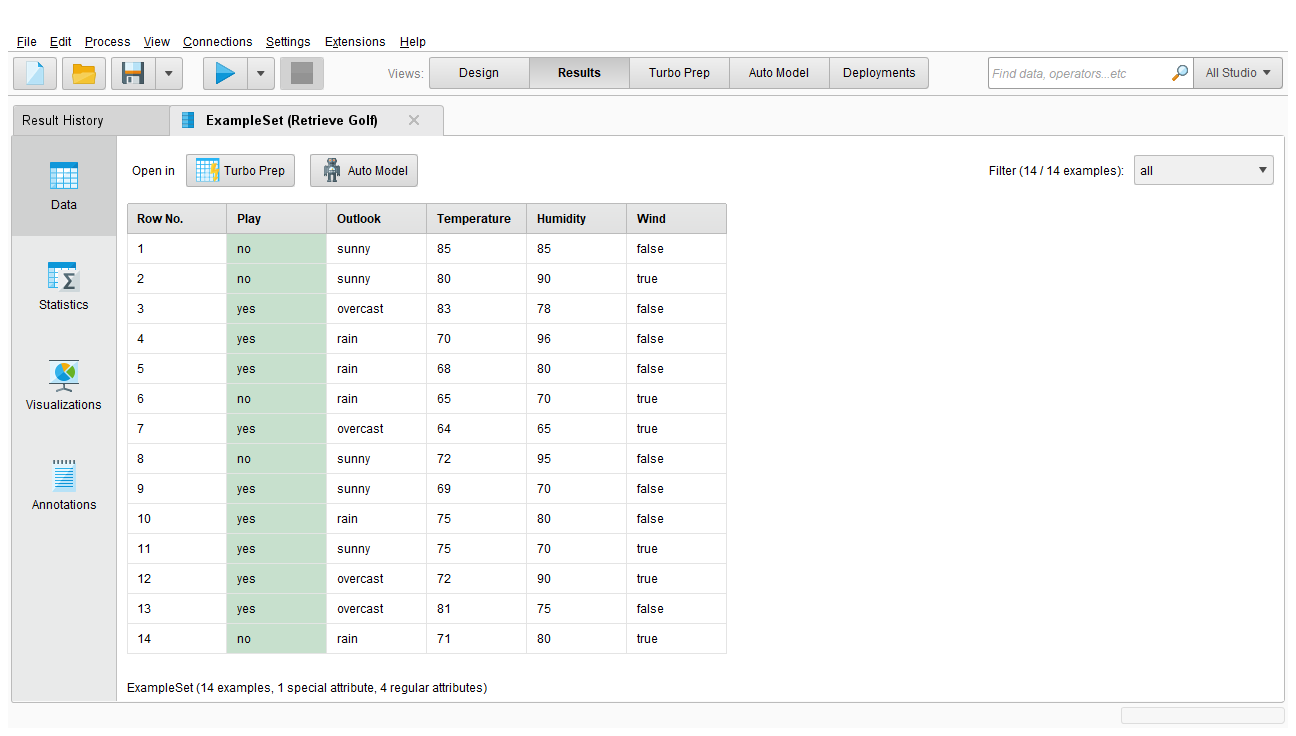 File Edit Process View Connections Settings Extensions Help
Views: Design Results Turbo Prep Auto Model Deployments Find data, operators...etc All Studio
Result History ExampleSet (Retrieve Golf)
Data
Statistics
Visualizations
Annotations
Open in Turbo Prep Auto Model Filter (14 / 14 examples): all
Row No. Play Outlook Temperature Humidity Wind
1 no sunny 85 85 false
2 no sunny 80 90 true
3 yes overcast 83 78 false
4 yes rain 70 96 false
5 yes rain 68 80 false
6 no rain 65 70 true
7 yes overcast 64 65 true
8 no sunny 72 95 false
9 yes sunny 69 70 false
10 yes rain 75 80 false
11 yes sunny 75 70 true
12 yes overcast 72 90 true
13 yes overcast 81 75 false
14 no rain 71 80 true
ExampleSet (14 examples, 1 special attribute, 4 regular attributes)